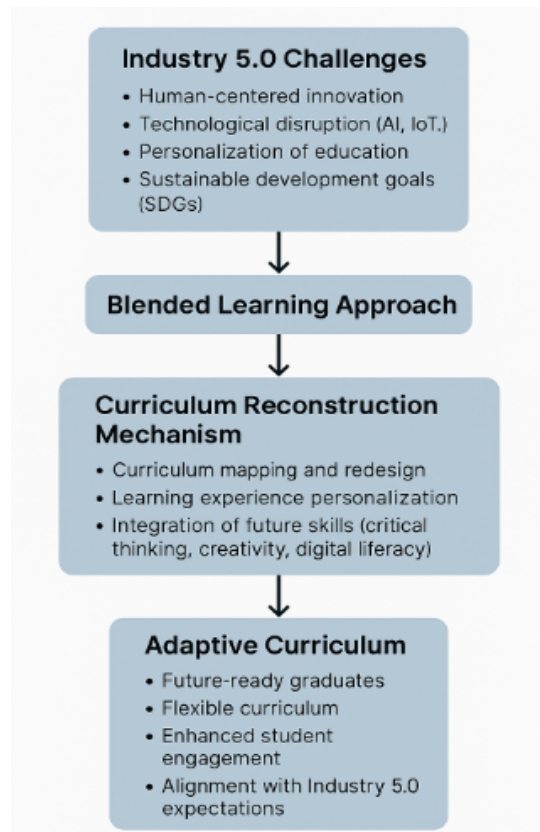 Industry 5.0 Challenges
• Human-centered innovation
• Technological disruption (AI, IoT.)
• Personalization of education
• Sustainable development goals
(SDGs)
Blended Learning Approach
Curriculum Reconstruction
Mechanism
• Curriculum mapping and redesign
• Learning experience personalization
• Integration of future skills (critical
thinking, creativity, digital liferacy)
Adaptive Curriculum
• Future-ready graduates
• Flexible curriculum
• Enhanced student
engagement
• Alignment with Industry 5.0
expectations